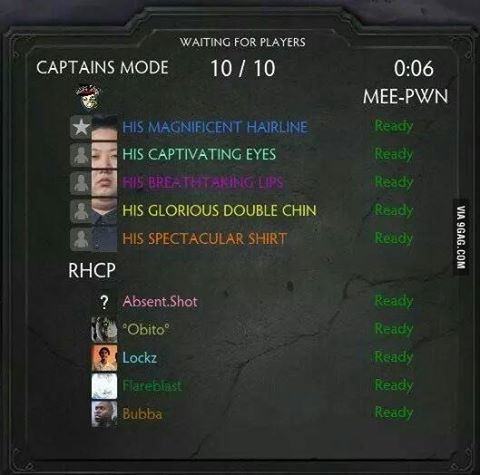 WAITING FOR PLAYERS
CAPTAINS MODE 10 / 10 0:06
MEE-PWN
HIS MAGNIFICENT HAIRLINE Ready
HIS CAPTIVATING EYES Ready
HIS BREATHTAKING LIPS Ready
HIS GLORIOUS DOUBLE CHIN Ready
HIS SPECTACULAR SHIRT Ready
RHCP
? Absent.Shot Ready
°Obito° Ready
Lockz Ready
Flareblast Ready
Bubba Ready
VIA 9GAG.COM